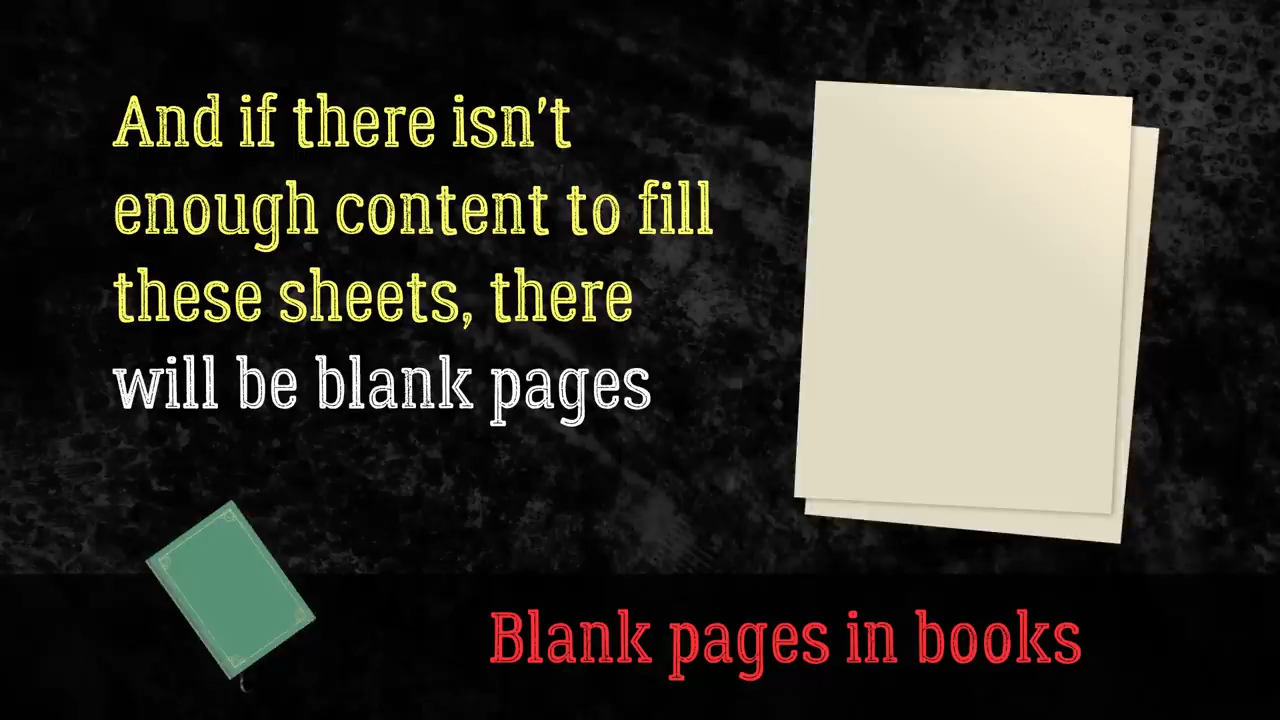 And if there isn't
enough content to fill
these sheets, there
will be blank pages
Blank pages in books